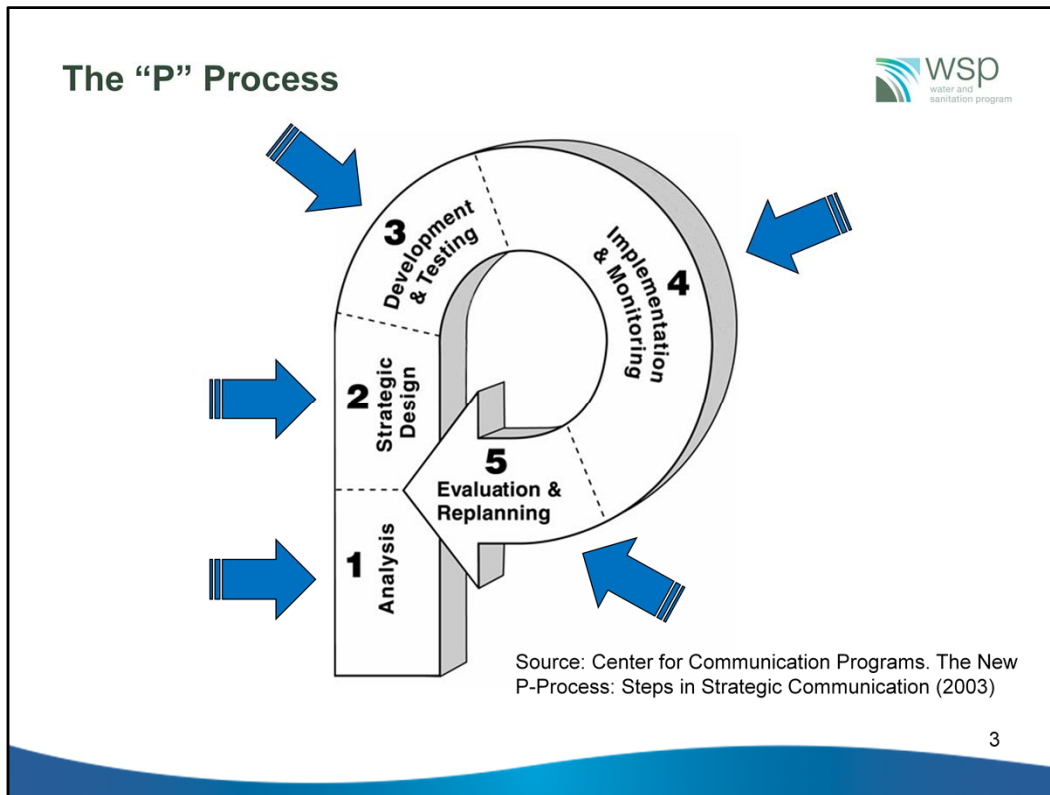 The “P” Process
wsp
water and
sanitation program
3
Development
& Testing
Implementation
& Monitoring
4
2
Strategic
Design
5
Evaluation &
Replanning
1
Analysis
Source: Center for Communication Programs. The New
P-Process: Steps in Strategic Communication (2003)
3